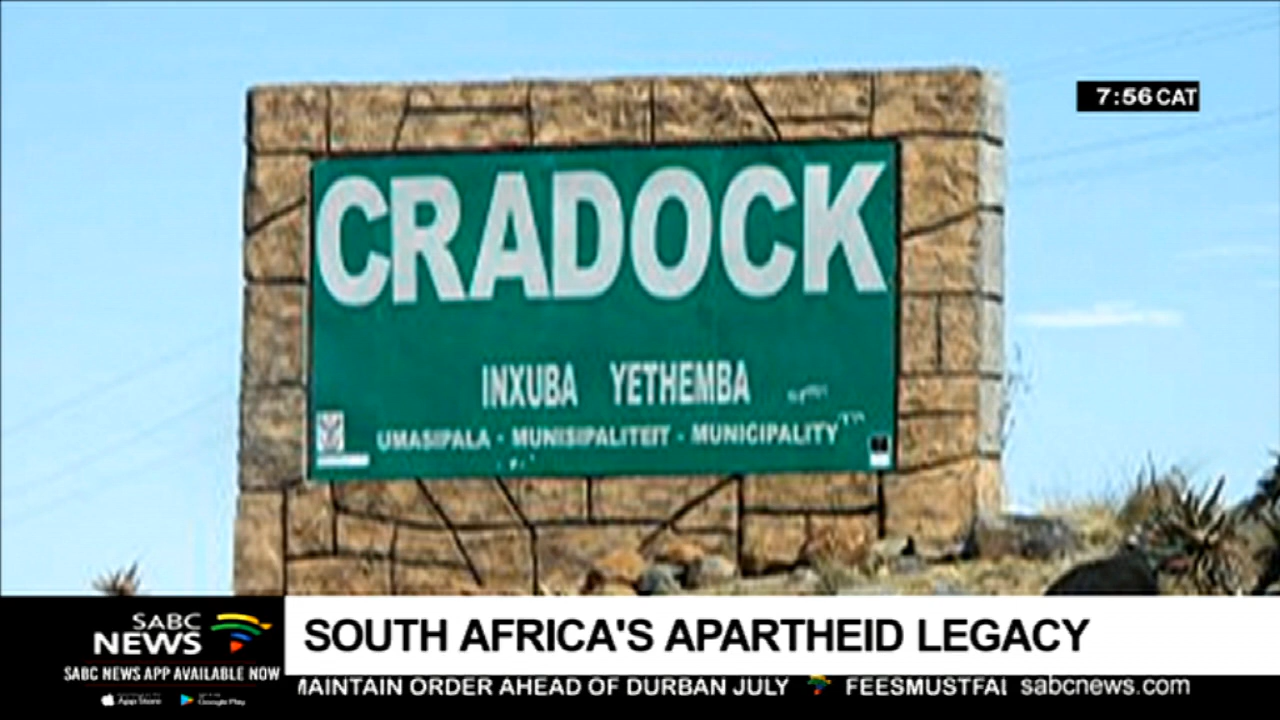 7:56 CAT
CRADOCK
INXUBA YETHEMBA
UMASIPALA - MUNISIPALITEIT - MUNICIPALITY
SABC
NEWS
SOUTH AFRICA'S APARTHEID LEGACY
SABC NEWS APP AVAILABLE NOW
MAINTAIN ORDER AHEAD OF DURBAN JULY FEESMUSTFAL sabcnews.com
App Store Google Play